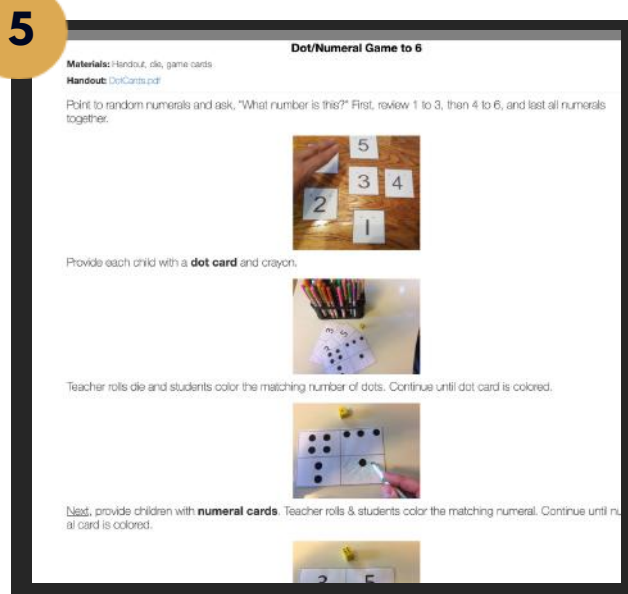 5
Dot/Numeral Game to 6
Materials: Handout, die, game cards
Handout: DotCards.pdf
Point to random numerals and ask, "What number is this?" First, review 1 to 3, then 4 to 6, and last all numerals
together.
5
3 4
2
1
Provide each child with a dot card and crayon.
3 5
Teacher rolls die and students color the matching number of dots. Continue until dot card is colored.
Next, provide children with numeral cards. Teacher rolls & students color the matching numeral. Continue until nu
al card is colored.
3 5